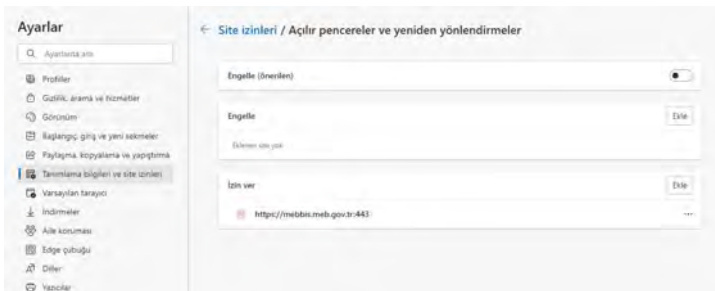 Ayarlar
Ayarlarda ara
Profiller
Gizlilik, arama ve hizmetler
Görünüm
Başlangıç, giriş ve yeni sekmeler
Paylaşma, kopyalama ve yapıştırma
Tanımlama bilgileri ve site izinleri
Varsayılan tarayıcı
İndirmeler
Aile koruması
Edge çubuğu
Diller
Yazıcılar
Site izinleri / Açılır pencereler ve yeniden yönlendirmeler
Engelle (önerilen)
Engelle
Ekle
Eklenen site yok
İzin ver
Ekle
https://mebbis.meb.gov.tr:443